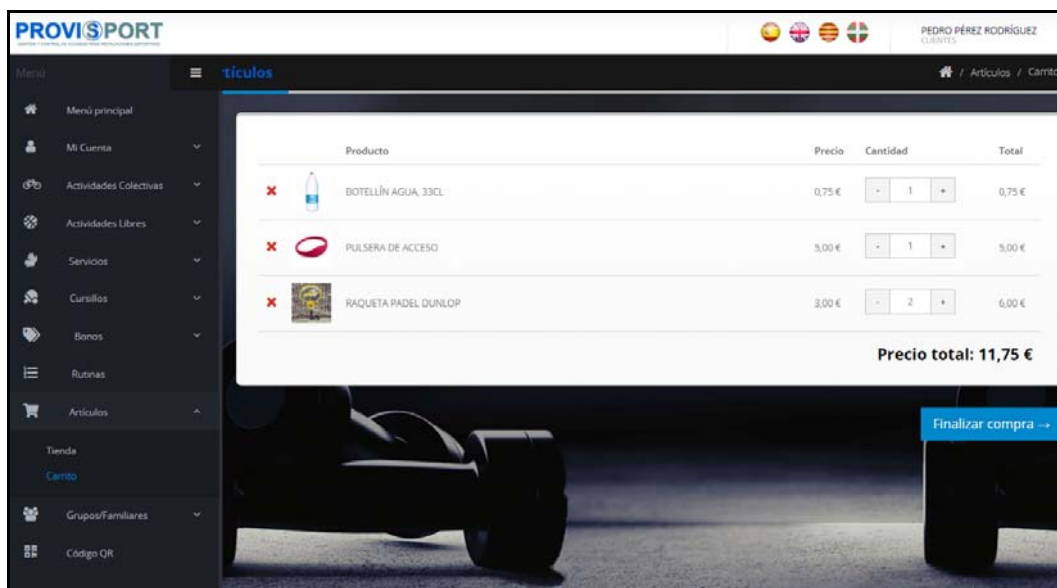 PROVISPORT
PEDRO PÉREZ RODRÍGUEZ
CLIENTES
Menú
tículos
/ Artículos / Carrito
Menú principal
Mi Cuenta
Actividades Colectivas
Actividades Libres
Servicios
Cursillos
Bonos
Rutinas
Artículos
Tienda
Carrito
Grupos/Familiares
Código QR
Producto Precio Cantidad Total
BOTELLÍN AGUA, 33CL 0,75 € - 1 + 0,75 €
PULSERA DE ACCESO 5,00 € - 1 + 5,00 €
RAQUETA PADEL DUNLOP 3,00 € - 2 + 6,00 €
Precio total: 11,75 €
Finalizar compra →